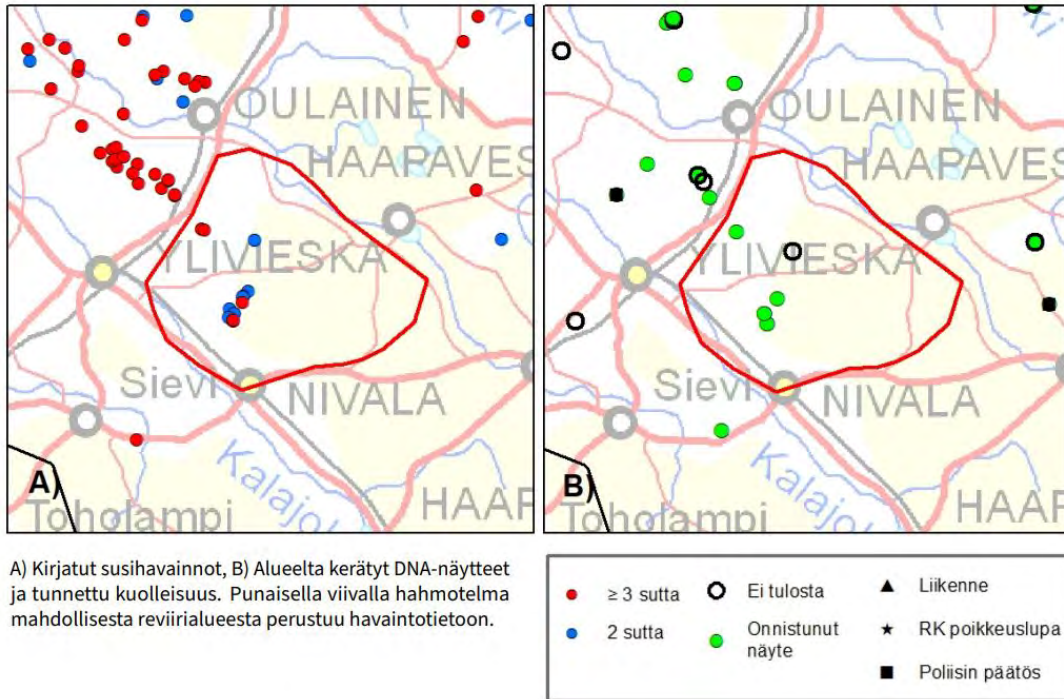 OULAINEN
HAAPAVES
YLIVIESKA
Sievi
NIVALA
Kalajo
HAAP
Toholampi
A)
KI
OULAINEN
HAAPAVES
YLIVIESKA
Sievi
NIVALA
Kalajo
HAAP
Toholampi
B)
A) Kirjatut susihavainnot, B) Alueelta kerätyt DNA-näytteet
ja tunnettu kuolleisuus. Punaisella viivalla hahmotelma
mahdollisesta reviirialueesta perustuu havaintotietoon.
≥ 3 sutta
2 sutta
Ei tulosta
Onnistunut
näyte
Liikenne
RK poikkeuslupa
Poliisin päätös